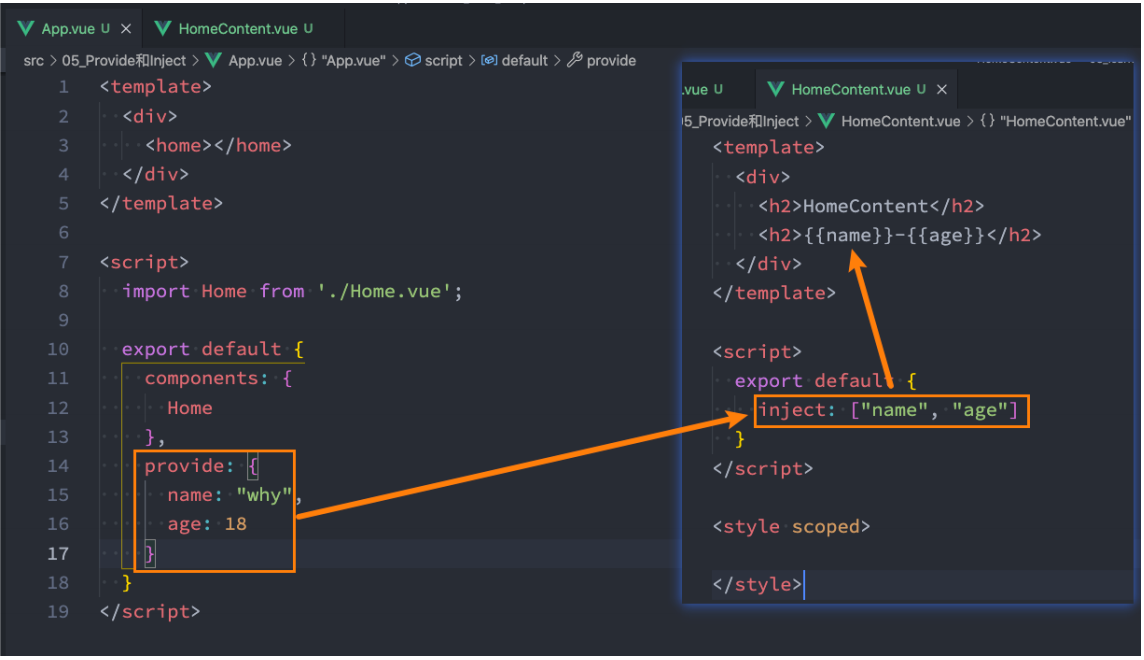 App.vue U ×
HomeContent.vue U
src > 05_Provide和Inject > App.vue > {} "App.vue" > script > default > provide
1 <template>
2 <div>
3 <home></home>
4 </div>
5 </template>
6
7 <script>
8 import Home from './Home.vue';
9
10 export default {
11 components: {
12 Home
13 },
14 provide: {
15 name: "why",
16 age: 18
17 }
18 }
19 </script>
.vue U
HomeContent.vue U ×
5_Provide和Inject > HomeContent.vue > {} "HomeContent.vue"
<template>
<div>
<h2>HomeContent</h2>
<h2>{{name}}-{{age}}</h2>
</div>
</template>
<script>
export default {
inject: ["name", "age"]
}
</script>
<style scoped>
</style>